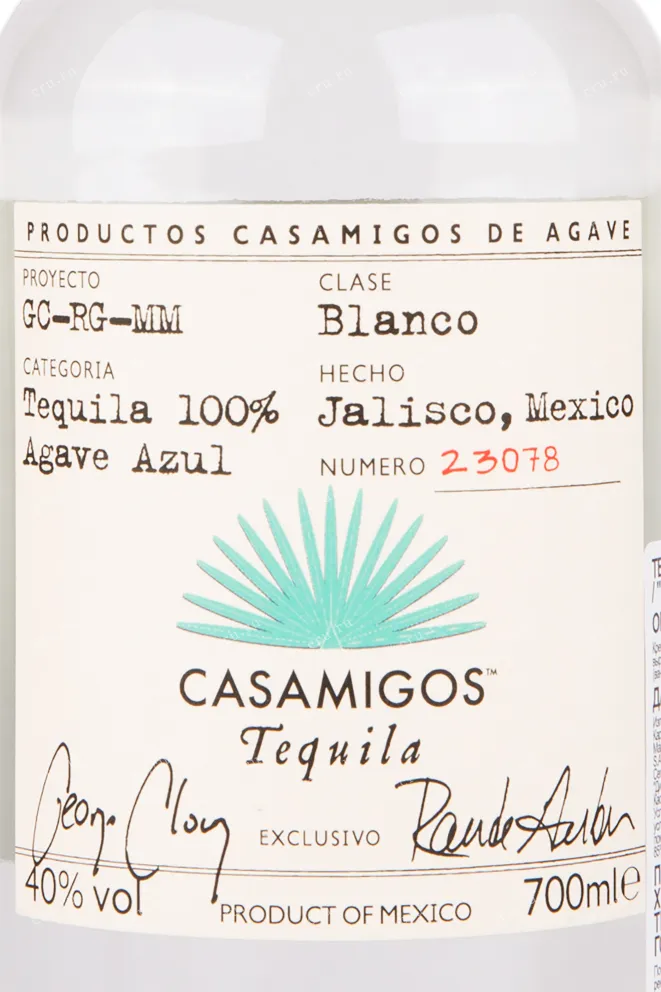 PRODUCTOS CASAMIGOS DE AGAVE
PROYECTO
GC-RG-MM
CLASE
Blanco
CATEGORIA
Tequila 100%
Agave Azul
HECHO
Jalisco, Mexico
NUMERO 23078
CASAMIGOS™
Tequila
EXCLUSIVO
40% vol
PRODUCT OF MEXICO
700ml e